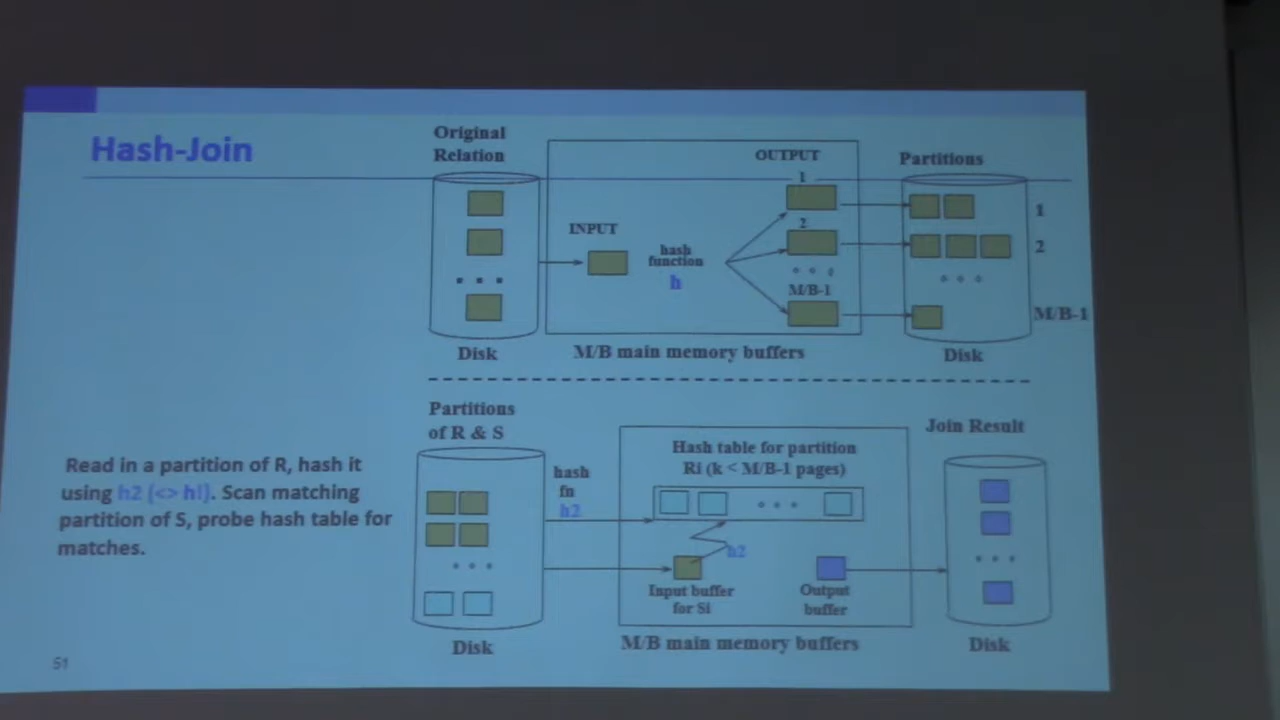 Hash-Join
Original
Relation
OUTPUT
Partitions
1
INPUT
2
hash
function
h
M/B-1
1
2
M/B-1
Disk
M/B main memory buffers
Disk
Partitions
of R & S
Join Result
Hash table for partition
Ri (k < M/B-1 pages)
hash
fn
h2
Read in a partition of R, hash it
using h2 (<> h!). Scan matching
partition of S, probe hash table for
matches.
h2
Input buffer
for Si
Output
buffer
Disk
M/B main memory buffers
Disk
51